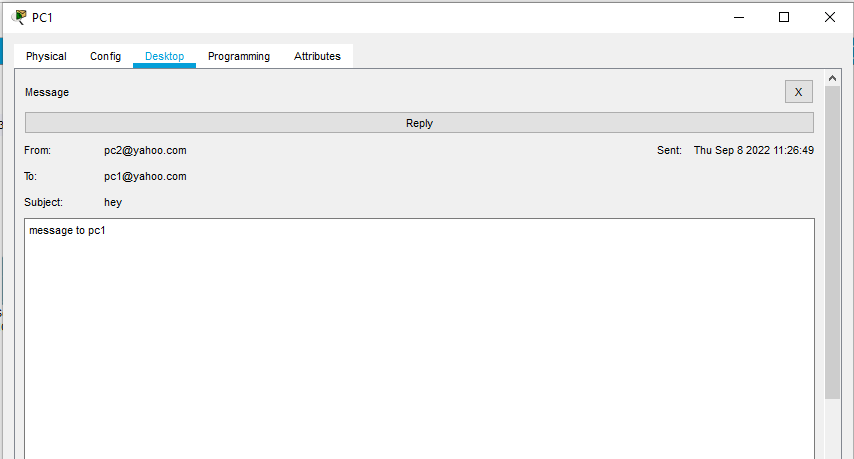 PC1
Physical Config Desktop Programming Attributes
Message X
Reply
From: pc2@yahoo.com Sent: Thu Sep 8 2022 11:26:49
To: pc1@yahoo.com
Subject: hey
message to pc1